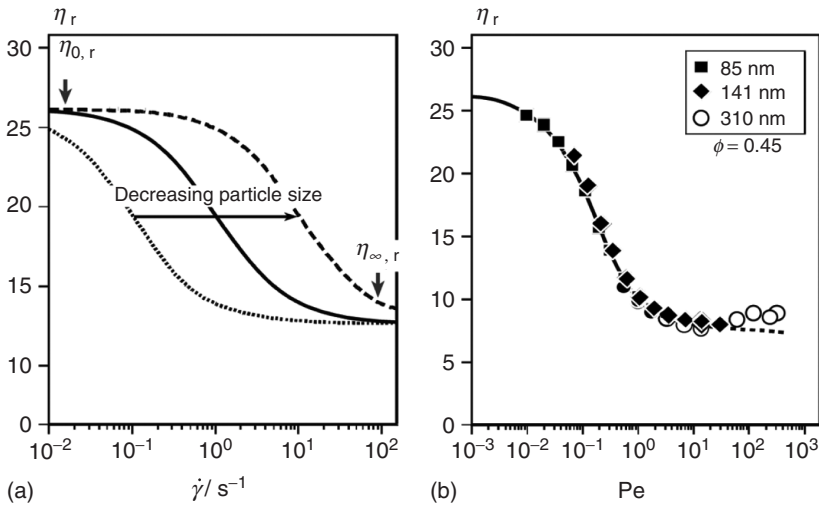 η r
30
25
20
15
10
0
η0, r
Decreasing particle size
η∞, r
10⁻² 10⁻¹ 10⁰ 10¹ 10²
(a)
γ̇/ s⁻¹
η r
30
25
20
15
10
5
0
85 nm
141 nm
310 nm
ϕ = 0.45
10⁻³ 10⁻² 10⁻¹ 10⁰ 10¹ 10² 10³
(b)
Pe